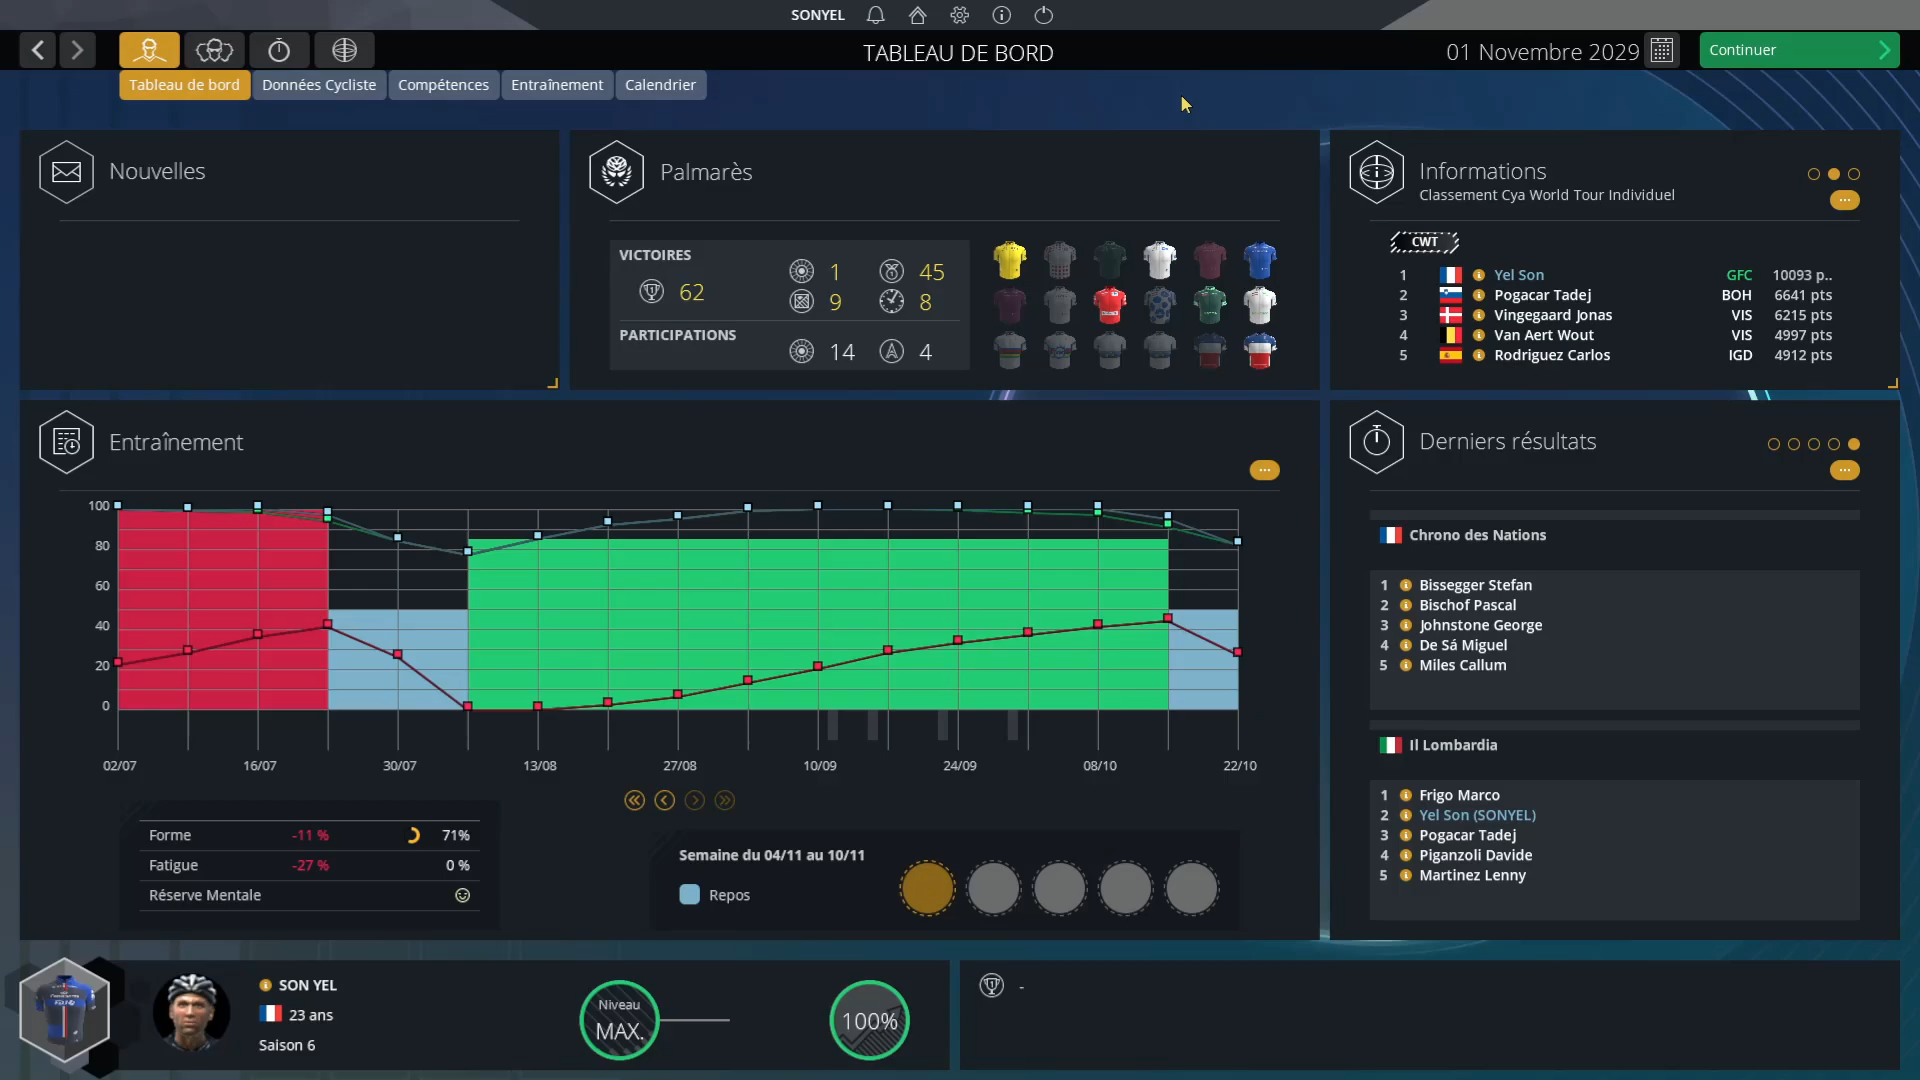 SONYEL
TABLEAU DE BORD
01 Novembre 2029
Continuer
Tableau de bord
Données Cycliste
Compétences
Entraînement
Calendrier
Nouvelles
Palmarès
VICTOIRES
62
1
45
9
8
PARTICIPATIONS
14
4
Informations
Classement Cya World Tour Individuel
CWT
1 Yel Son GFC 10093 p..
2 Pogacar Tadej BOH 6641 pts
3 Vingegaard Jonas VIS 6215 pts
4 Van Aert Wout VIS 4997 pts
5 Rodriguez Carlos IGD 4912 pts
Entraînement
100
80
60
40
20
0
02/07 16/07 30/07 13/08 27/08 10/09 24/09 08/10 22/10
Forme -11 % 71%
Fatigue -27 % 0 %
Réserve Mentale
Semaine du 04/11 au 10/11
Repos
Derniers résultats
Chrono des Nations
1 Bissegger Stefan
2 Bischof Pascal
3 Johnstone George
4 De Sá Miguel
5 Miles Callum
Il Lombardia
1 Frigo Marco
2 Yel Son (SONYEL)
3 Pogacar Tadej
4 Piganzoli Davide
5 Martinez Lenny
SON YEL
23 ans
Saison 6
Niveau
MAX.
100%
-